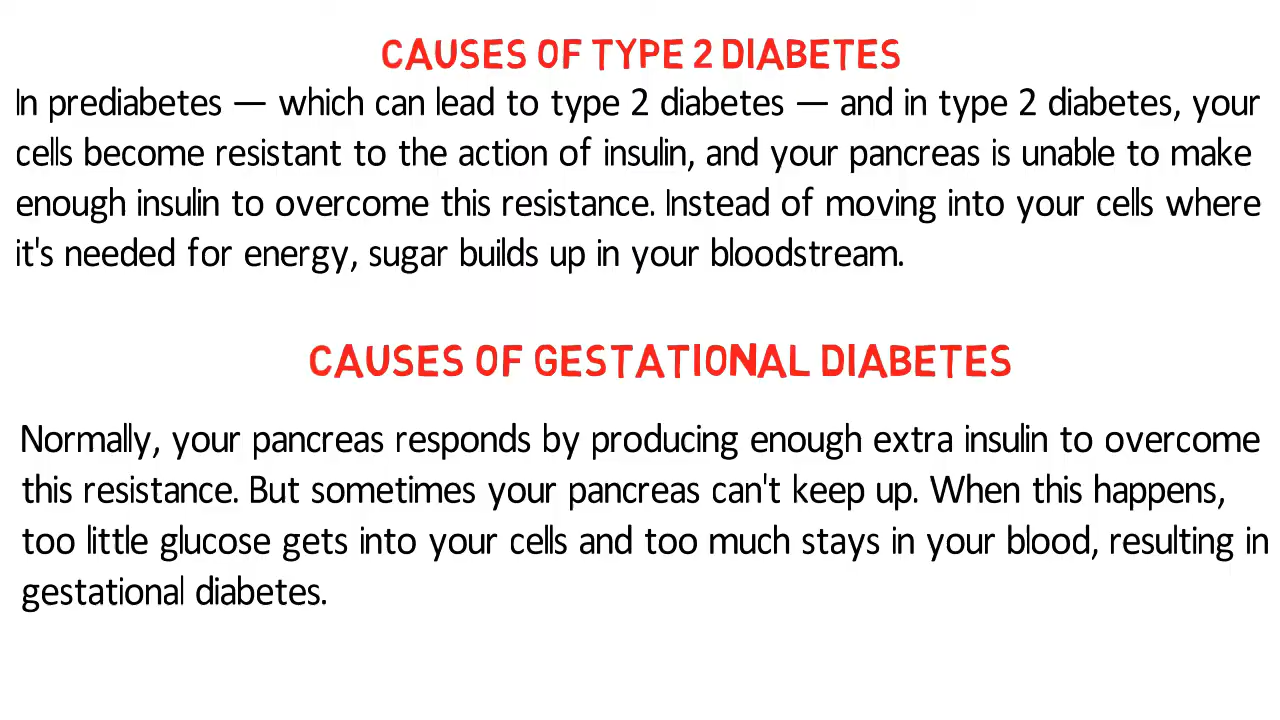 CAUSES OF TYPE 2 DIABETES
In prediabetes — which can lead to type 2 diabetes — and in type 2 diabetes, your
cells become resistant to the action of insulin, and your pancreas is unable to make
enough insulin to overcome this resistance. Instead of moving into your cells where
it's needed for energy, sugar builds up in your bloodstream.
CAUSES OF GESTATIONAL DIABETES
Normally, your pancreas responds by producing enough extra insulin to overcome
this resistance. But sometimes your pancreas can't keep up. When this happens,
too little glucose gets into your cells and too much stays in your blood, resulting in
gestational diabetes.